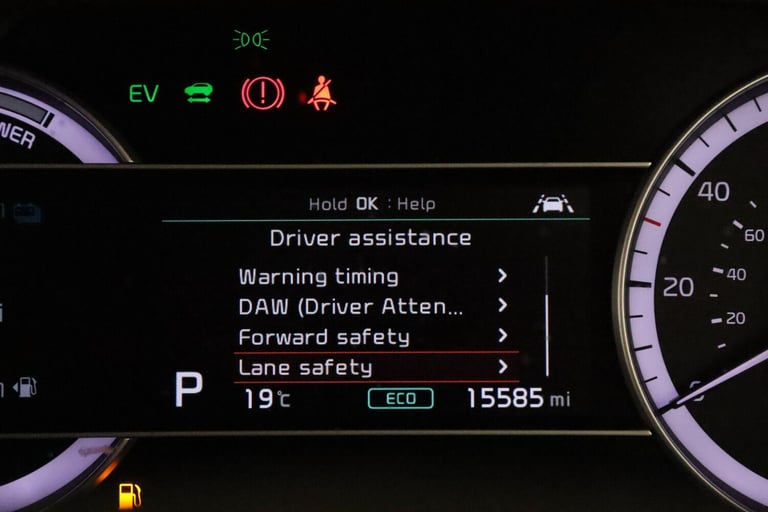 EV
Hold OK : Help
Driver assistance
Warning timing
DAW (Driver Atten...
Forward safety
Lane safety
P
19°C
ECO
15585 mi
40
60
20
40
20
0